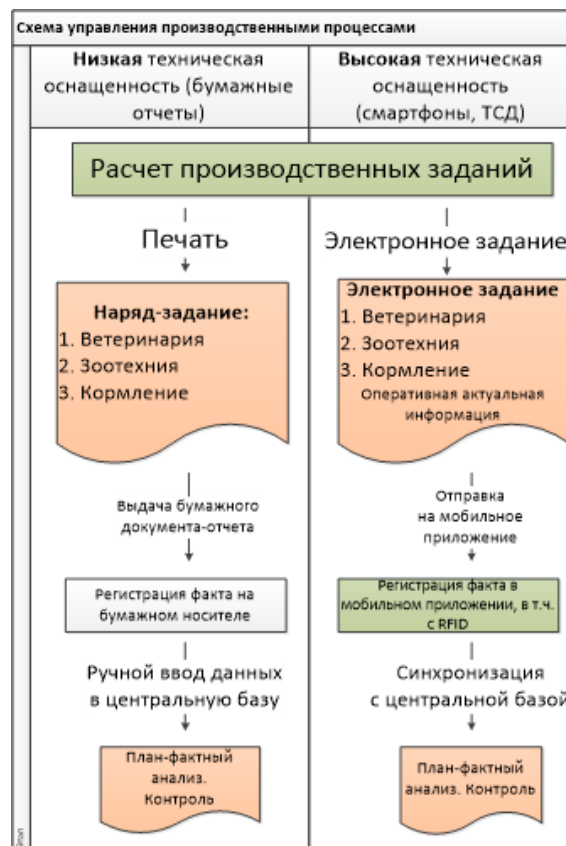 Схема управления производственными процессами
Низкая техническая
оснащенность (бумажные
отчеты)
Высокая техническая
оснащенность
(смартфоны, ТСД)
Расчет производственных заданий
Печать
Электронное задание
Наряд-задание:
1. Ветеринария
2. Зоотехния
3. Кормление
Электронное задание
1. Ветеринария
2. Зоотехния
3. Кормление
Оперативная актуальная
информация
Выдача бумажного
документа-отчета
Отправка
на мобильное
приложение
Регистрация факта на
бумажном носителе
Регистрация факта в
мобильном приложении, в т.ч.
с RFID
Ручной ввод данных
в центральную базу
Синхронизация
с центральной базой
План-фактный
анализ.
Контроль
План-фактный
анализ. Контроль